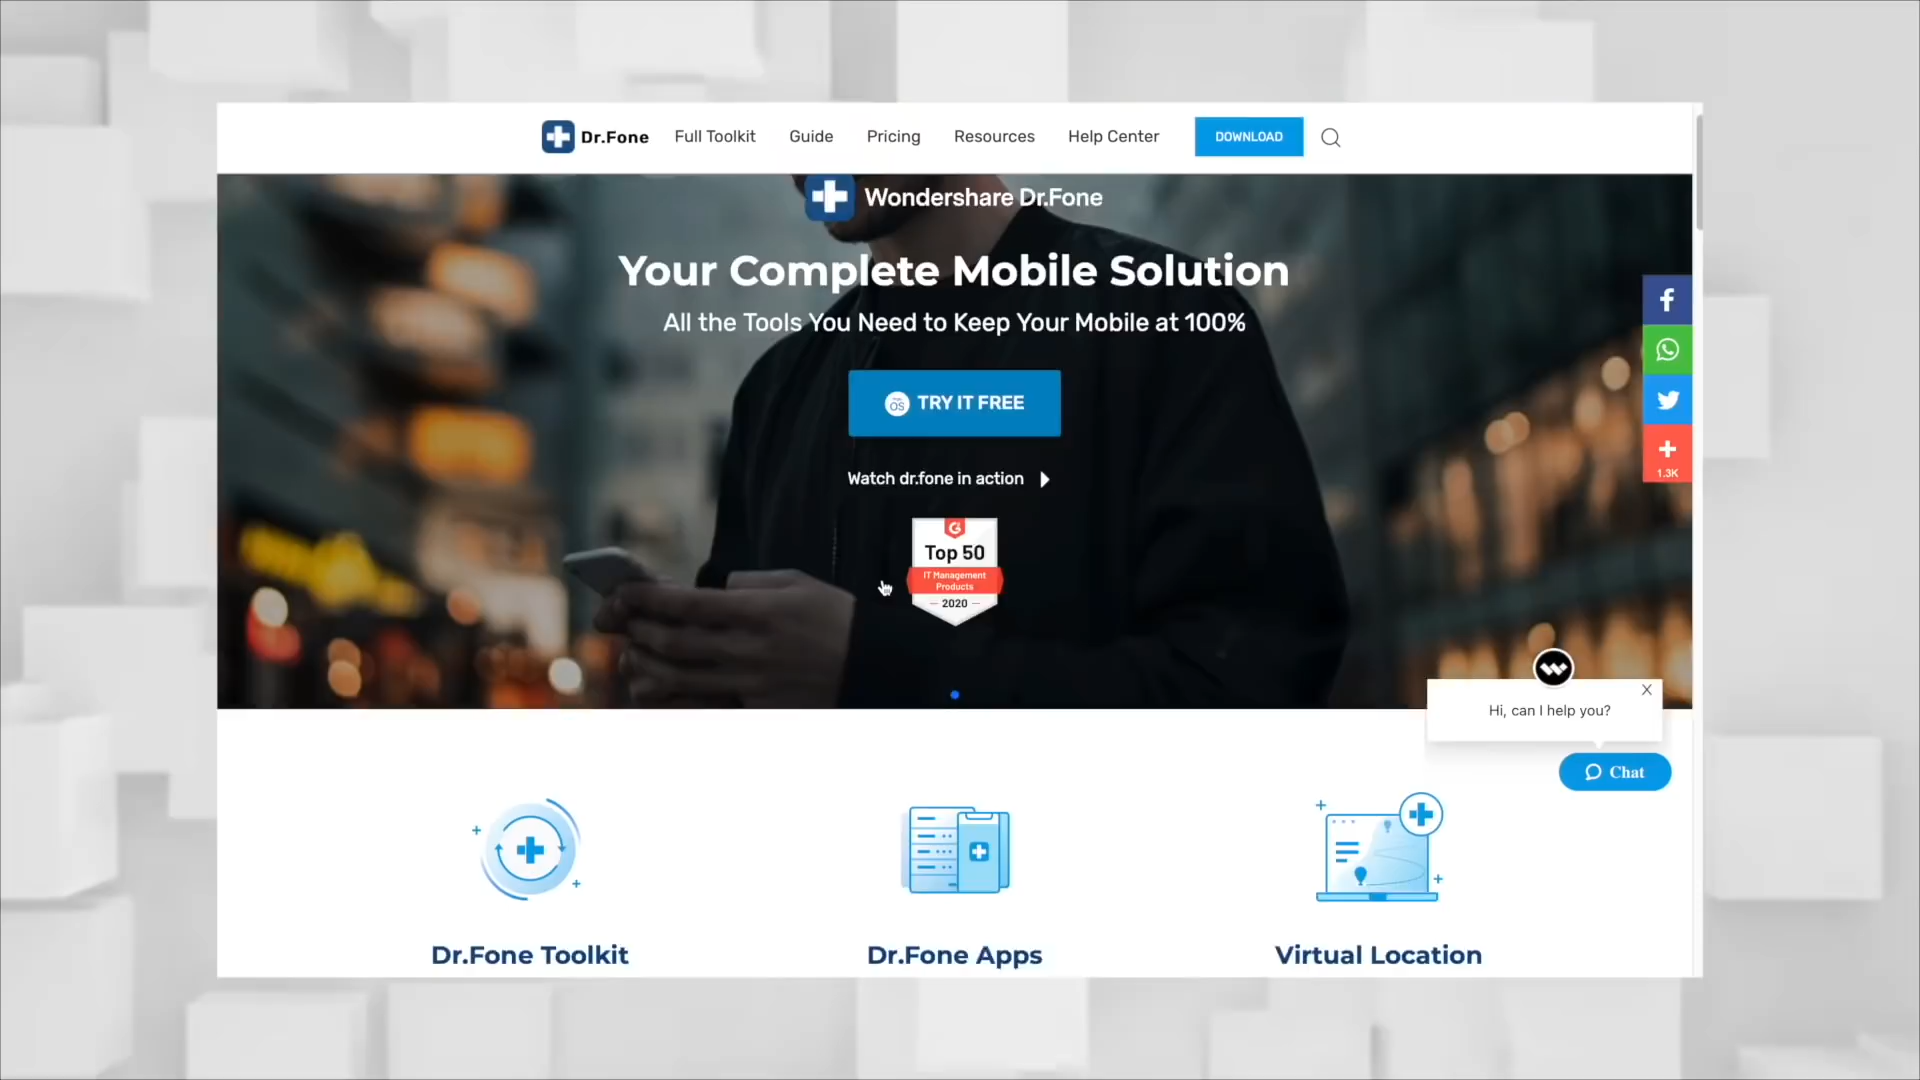 Dr.Fone
Full Toolkit
Guide
Pricing
Resources
Help Center
DOWNLOAD
Wondershare Dr.Fone
Your Complete Mobile Solution
All the Tools You Need to Keep Your Mobile at 100%
OS TRY IT FREE
Watch dr.fone in action
1.3K
G
Top 50
IT Management
Products
2020
Hi, can I help you?
X
Chat
Dr.Fone Toolkit
Dr.Fone Apps
Virtual Location